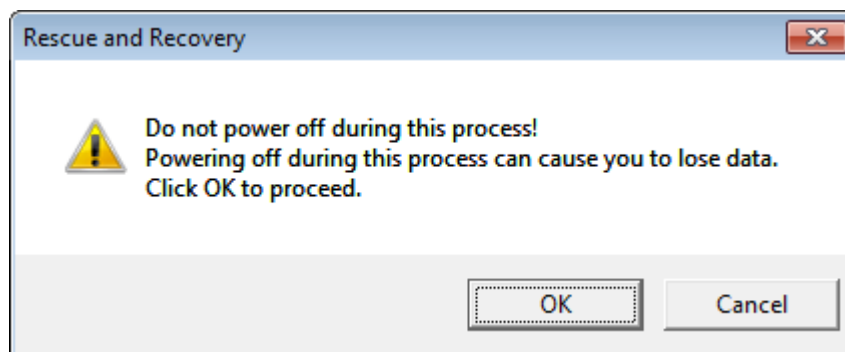 Rescue and Recovery
Do not power off during this process!
Powering off during this process can cause you to lose data.
Click OK to proceed.
OK
Cancel